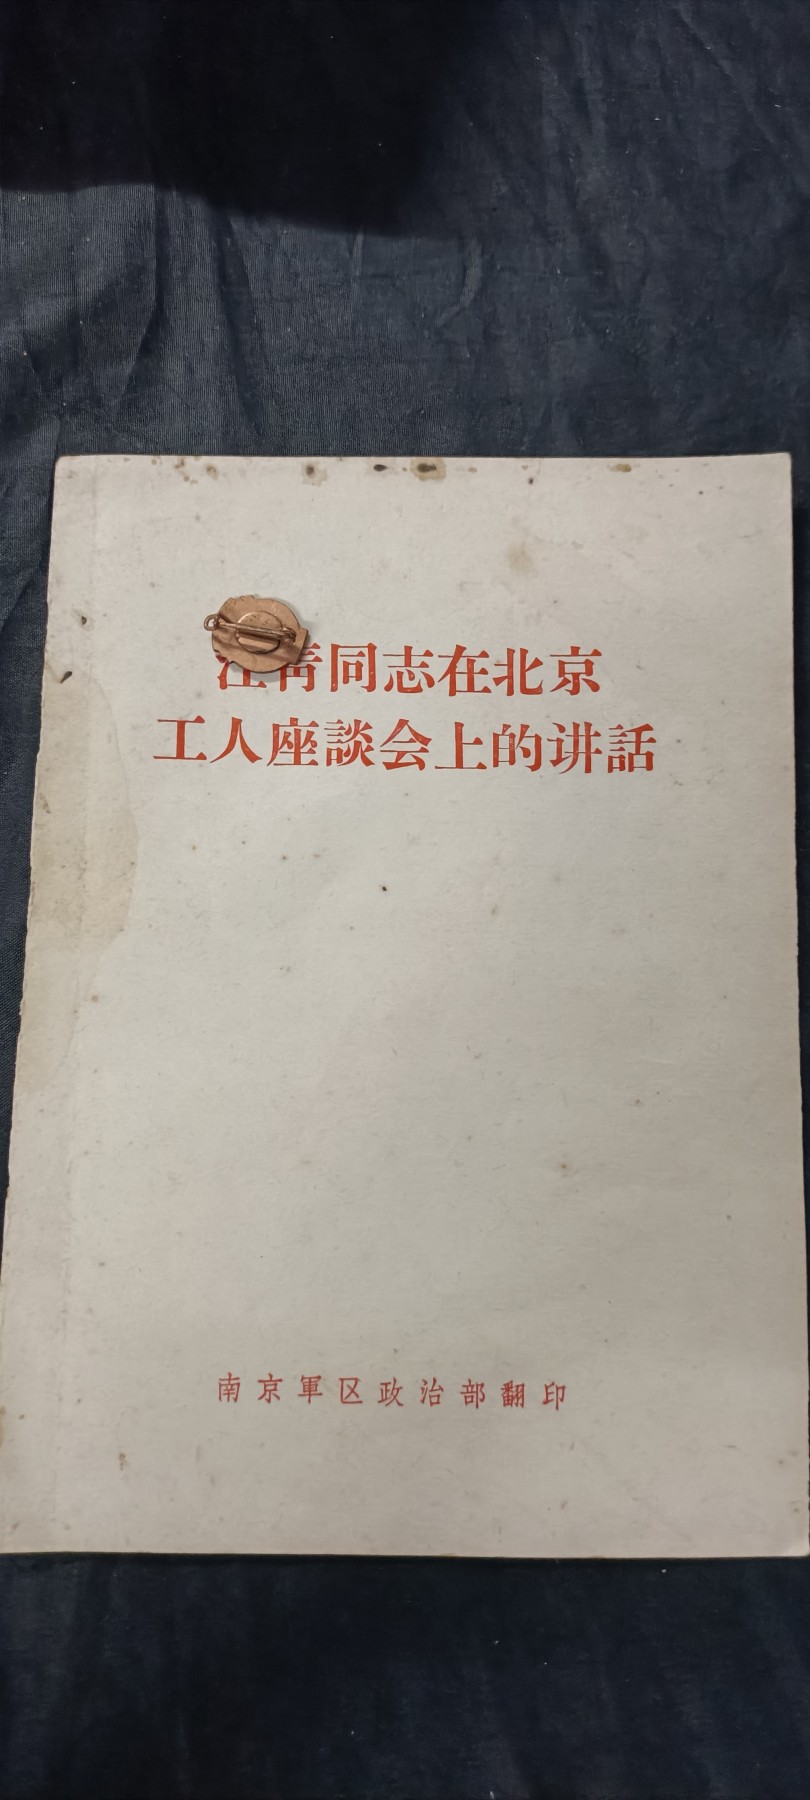 江青同志在北京
工人座談会上的讲話
南京軍区政治部翻印